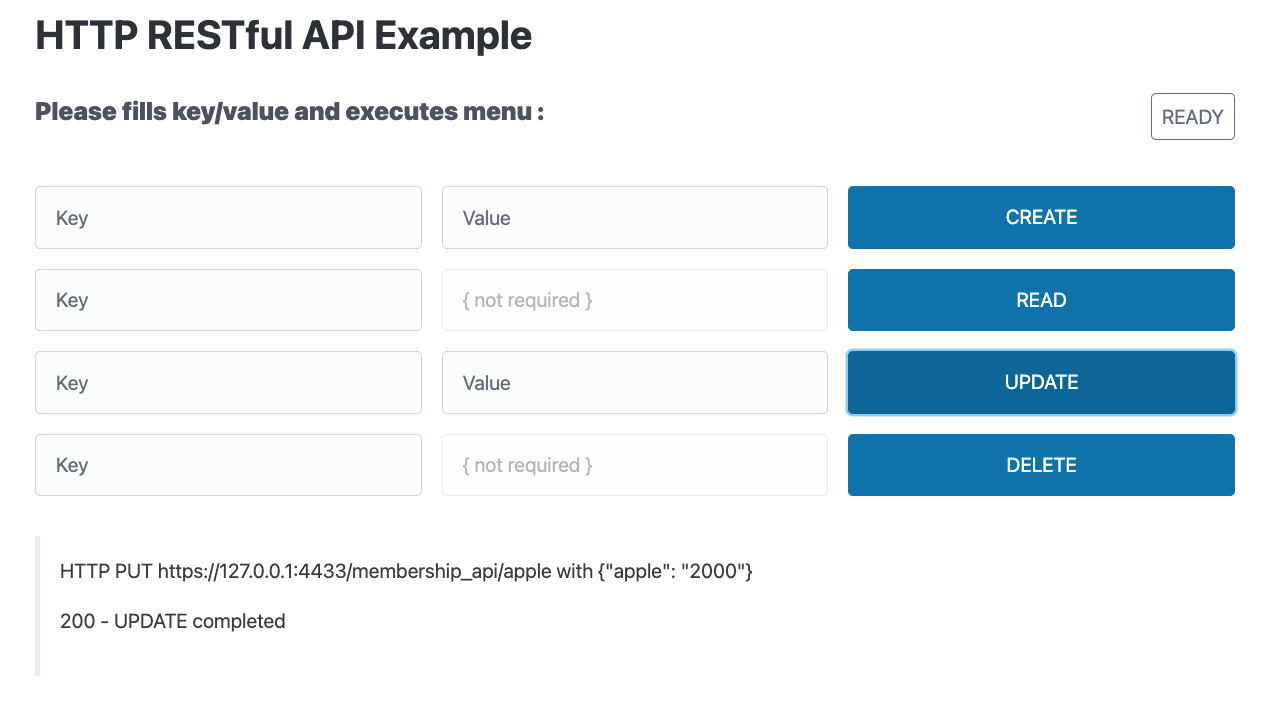 HTTP RESTful API Example
Please fills key/value and executes menu :
READY
Key
Value
CREATE
Key
{ not required }
READ
Key
Value
UPDATE
Key
{ not required }
DELETE
HTTP PUT https://127.0.0.1:4433/membership_api/apple with {"apple": "2000"}
200 - UPDATE completed